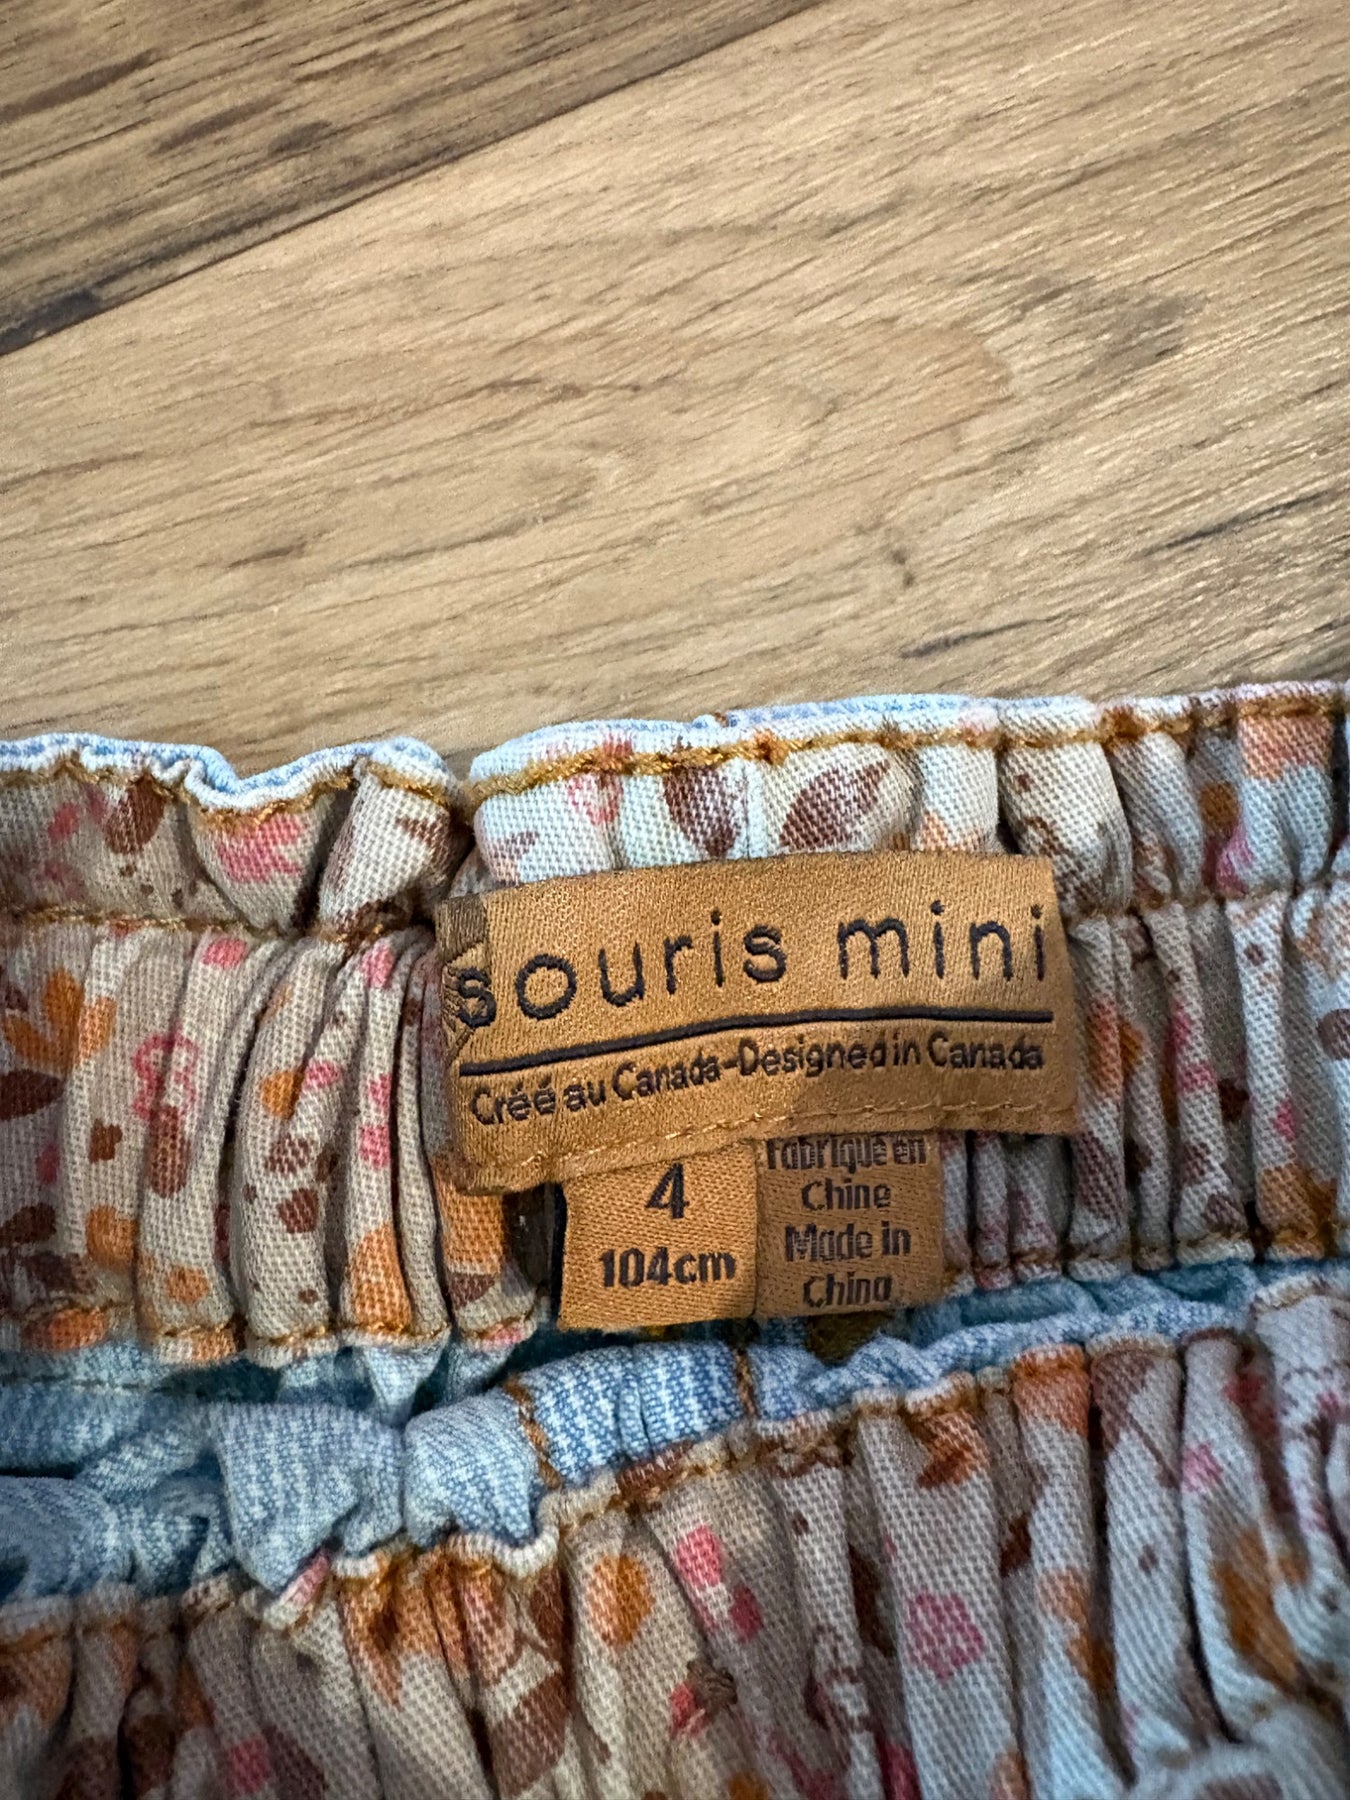 souris mini
Créé au Canada-Designed in Canada
4
104cm
Fabriqué en
Chine
Made in
China